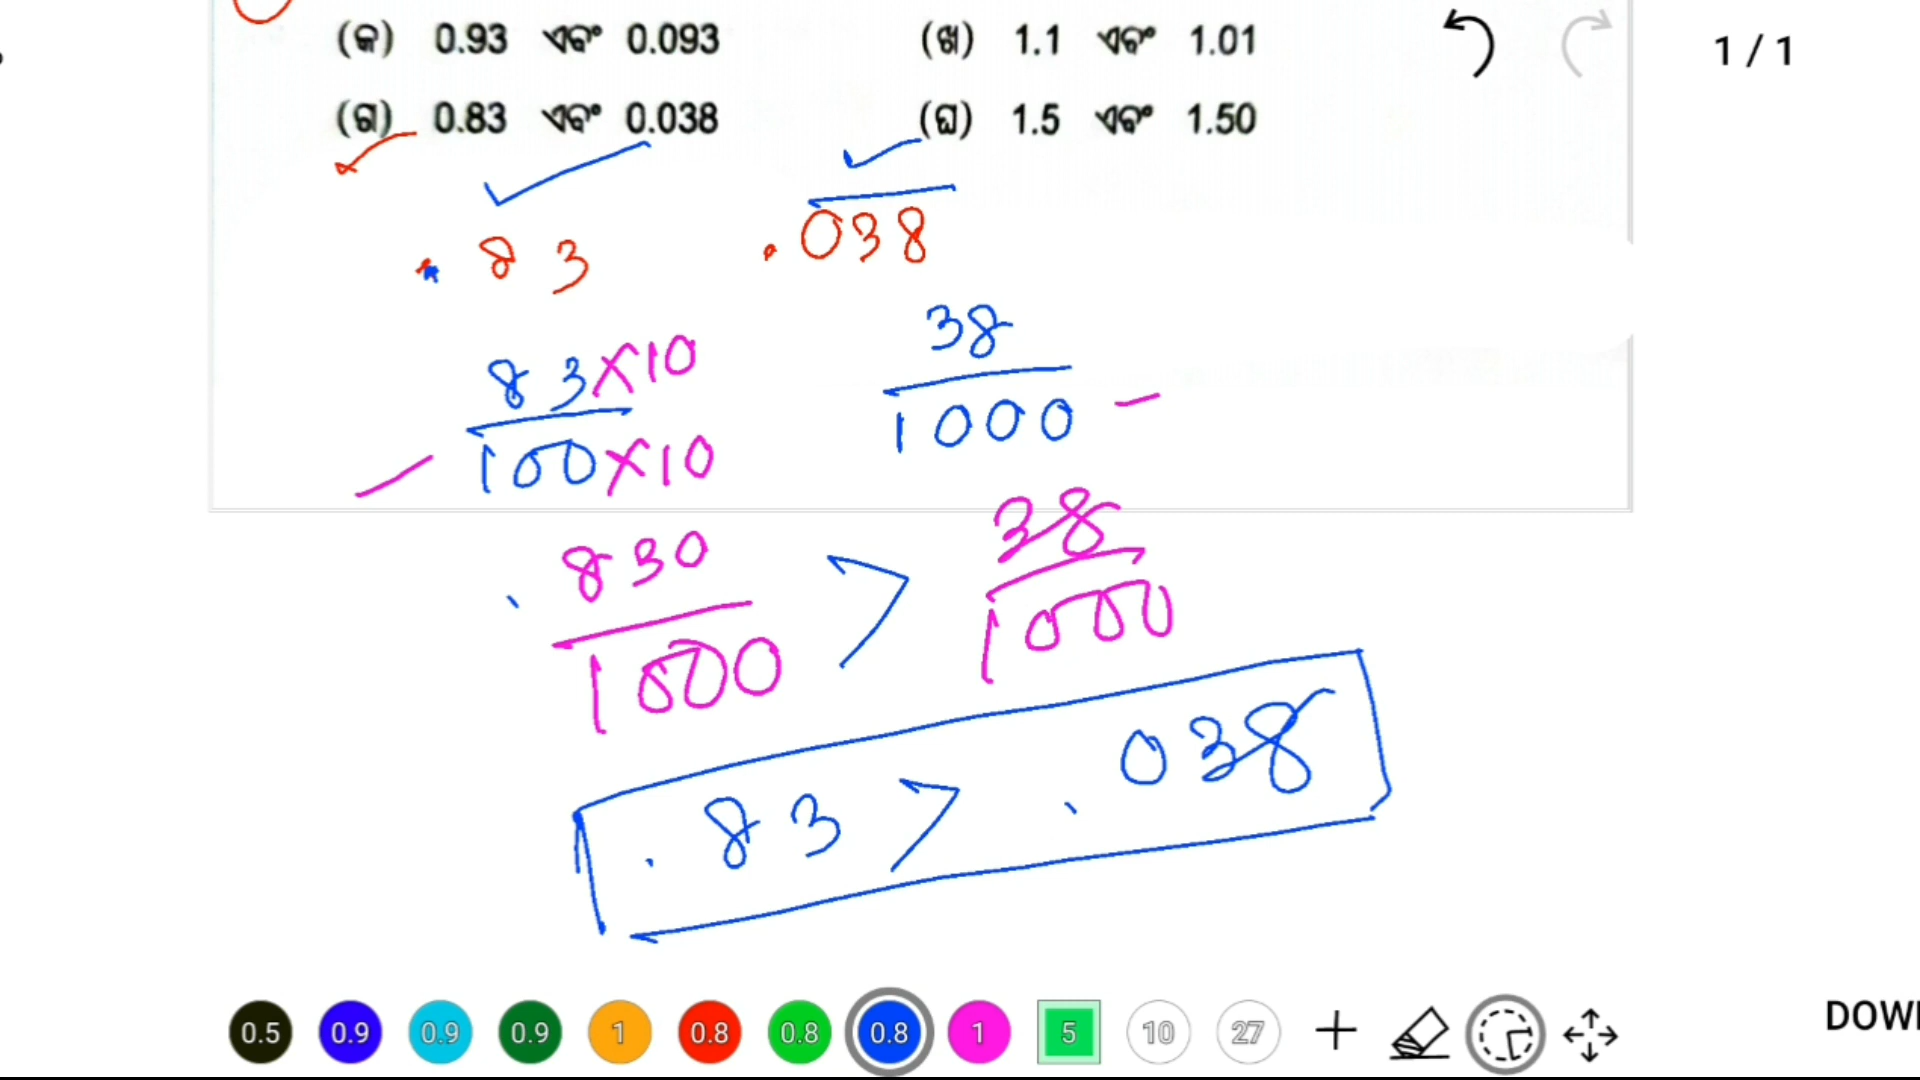 (କ) 0.93 ଏବଂ 0.093 (ଖ) 1.1 ଏବଂ 1.01
1 / 1
(ଗ) 0.83 ଏବଂ 0.038 (ଘ) 1.5 ଏବଂ 1.50
.83 .038
83×10 38
100×10 1000
830 > 38
1000 1000
.83 > .038
0.5 0.9 0.9 0.9 1 0.8 0.8 0.8 1 5 10 27 +
DOW